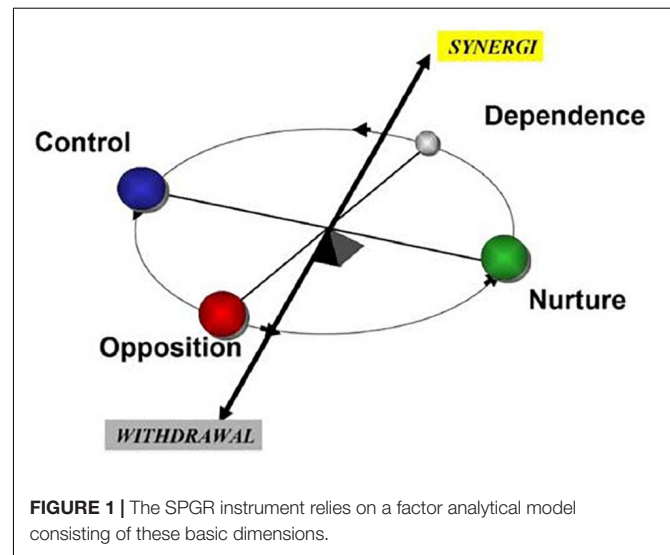 SYNERGI
Dependence
Control
Nurture
Opposition
WITHDRAWAL
FIGURE 1 | The SPGR instrument relies on a factor analytical model
consisting of these basic dimensions.